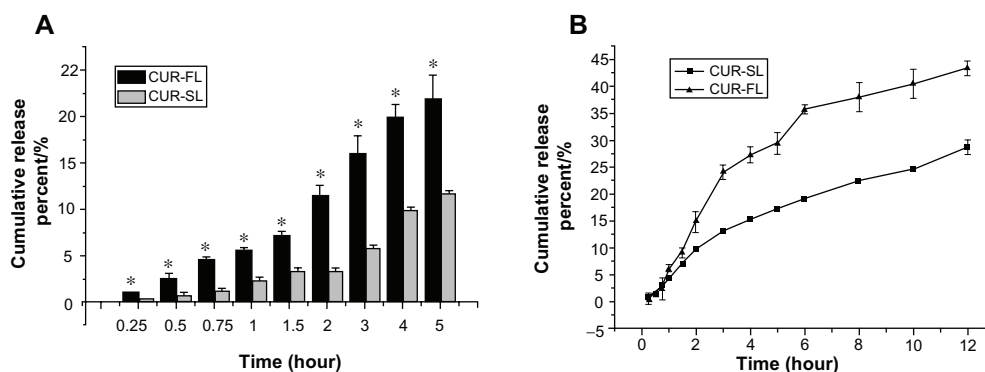 A
Cumulative release
percent/%
22
20
15
10
5
0
CUR-FL
CUR-SL
* * * * * * * * *
0.25 0.5 0.75 1 1.5 2 3 4 5
Time (hour)
B
Cumulative release
percent/%
45
40
35
30
25
20
15
10
5
0
−5
CUR-SL
CUR-FL
0 2 4 6 8 10 12
Time (hour)